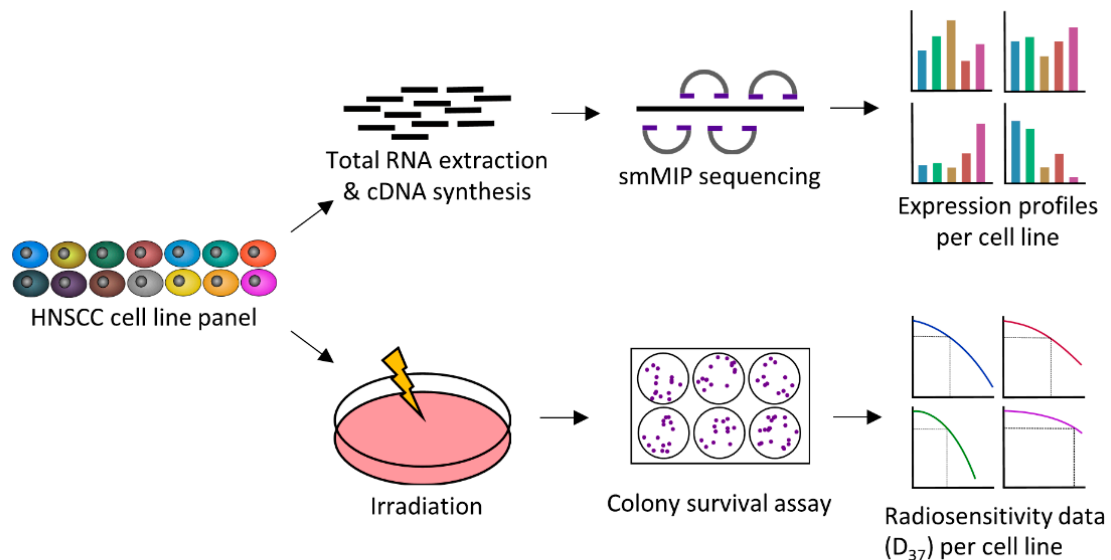 Total RNA extraction
& cDNA synthesis
smMIP sequencing
Expression profiles
per cell line
HNSCC cell line panel
Irradiation
Colony survival assay
Radiosensitivity data
(D37) per cell line